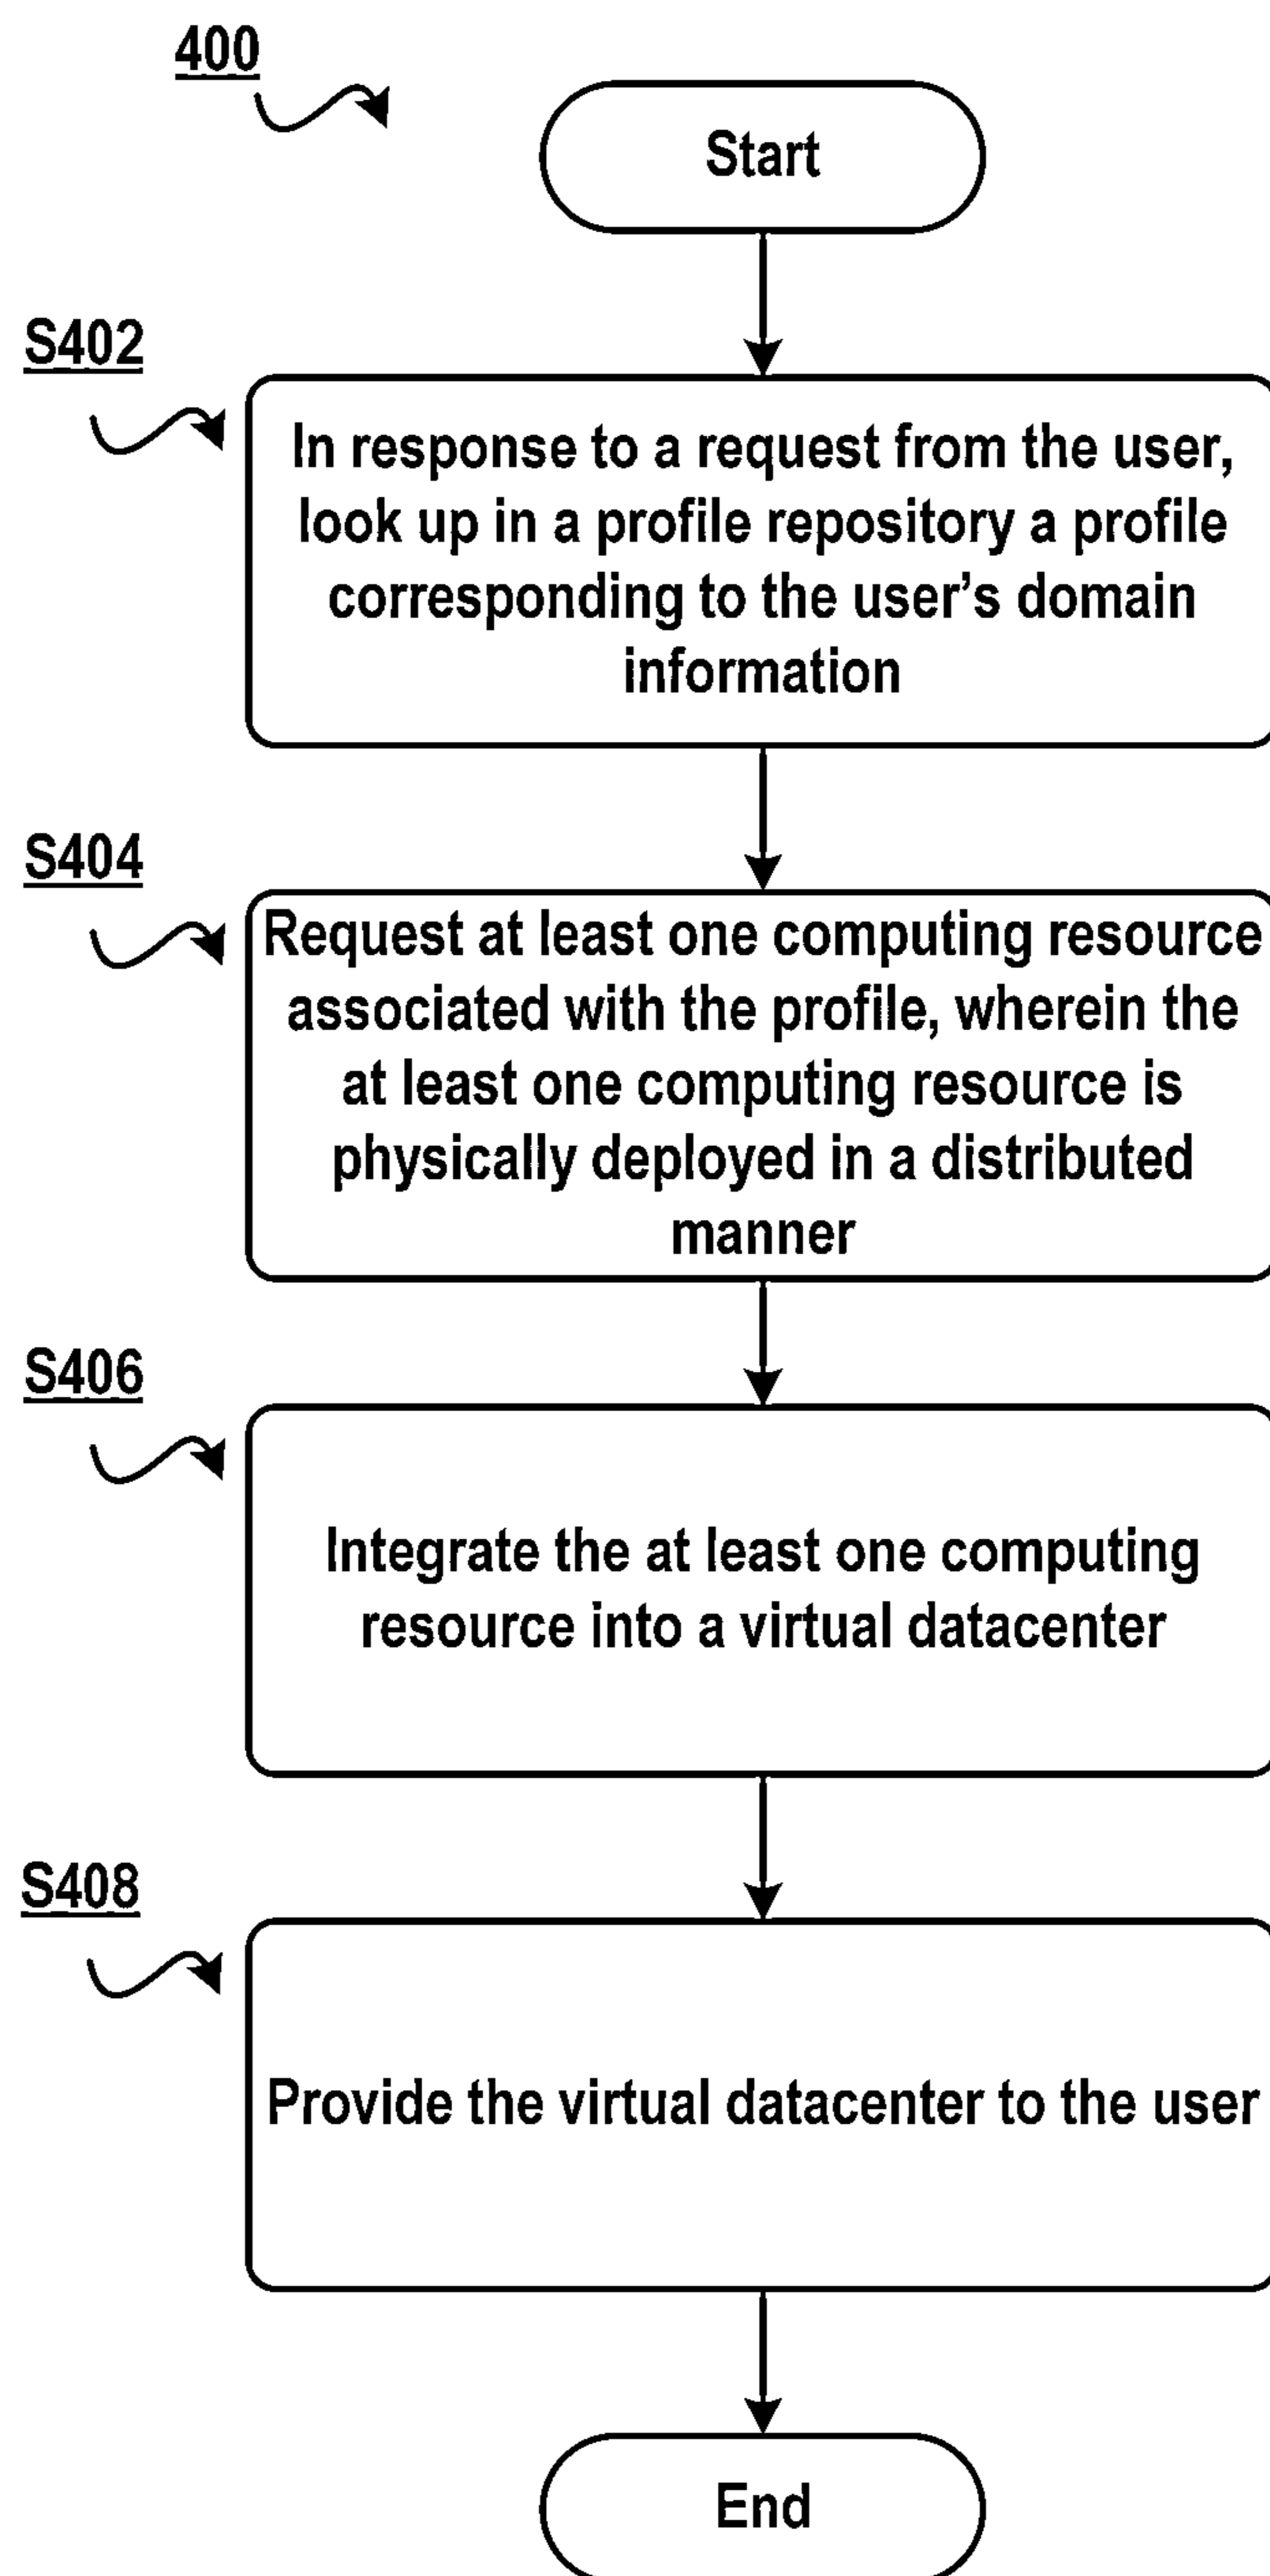 400
Start
S402
In response to a request from the user,
look up in a profile repository a profile
corresponding to the user's domain
information
S404
Request at least one computing resource
associated with the profile, wherein the
at least one computing resource is
physically deployed in a distributed
manner
S406
Integrate the at least one computing
resource into a virtual datacenter
S408
Provide the virtual datacenter to the user
End